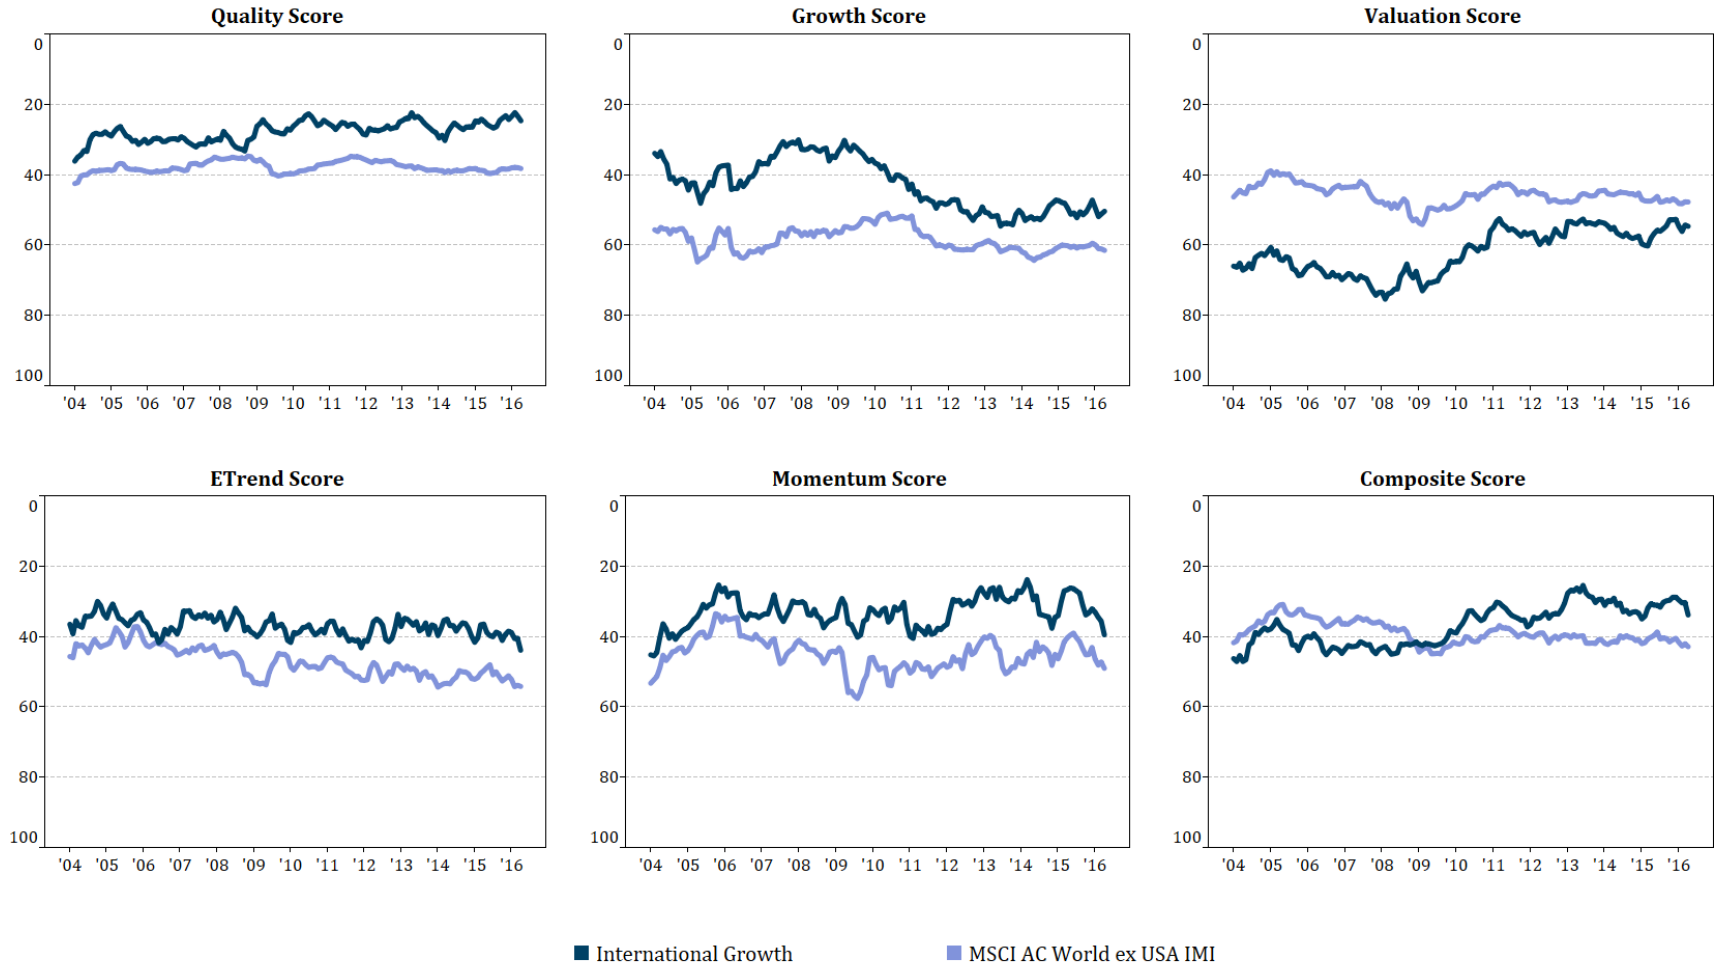 Quality Score
0
20
40
60
80
100
'04 '05 '06 '07 '08 '09 '10 '11 '12 '13 '14 '15 '16
Growth Score
0
20
40
60
80
100
'04 '05 '06 '07 '08 '09 '10 '11 '12 '13 '14 '15 '16
Valuation Score
0
20
40
60
80
100
'04 '05 '06 '07 '08 '09 '10 '11 '12 '13 '14 '15 '16
ETrend Score
0
20
40
60
80
100
'04 '05 '06 '07 '08 '09 '10 '11 '12 '13 '14 '15 '16
Momentum Score
0
20
40
60
80
100
'04 '05 '06 '07 '08 '09 '10 '11 '12 '13 '14 '15 '16
Composite Score
0
20
40
60
80
100
'04 '05 '06 '07 '08 '09 '10 '11 '12 '13 '14 '15 '16
International Growth
MSCI AC World ex USA IMI